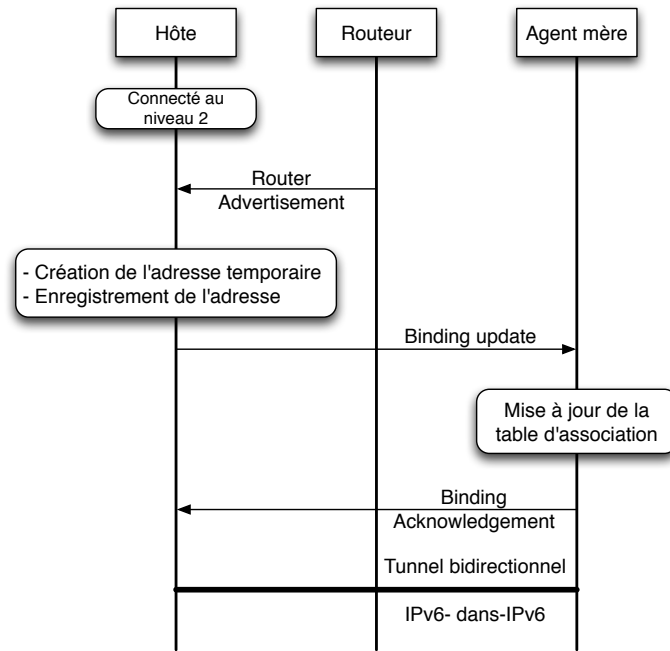 Hôte
Routeur
Agent mère
Connecté au
niveau 2
Router
Advertisement
- Création de l'adresse temporaire
- Enregistrement de l'adresse
Binding update
Mise à jour de la
table d'association
Binding
Acknowledgement
Tunnel bidirectionnel
IPv6- dans-IPv6